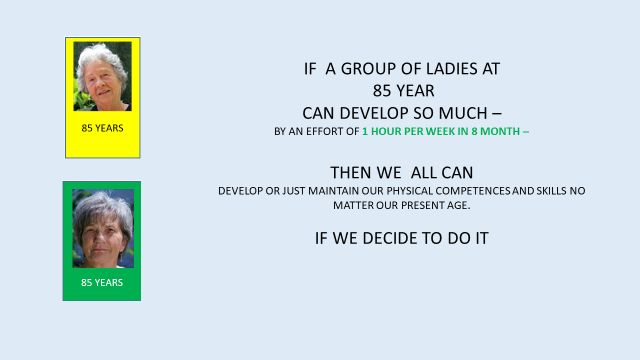 85 YEARS
85 YEARS
IF A GROUP OF LADIES AT
85 YEAR
CAN DEVELOP SO MUCH –
BY AN EFFORT OF 1 HOUR PER WEEK IN 8 MONTH –
THEN WE ALL CAN
DEVELOP OR JUST MAINTAIN OUR PHYSICAL COMPETENCES AND SKILLS NO
MATTER OUR PRESENT AGE.
IF WE DECIDE TO DO IT